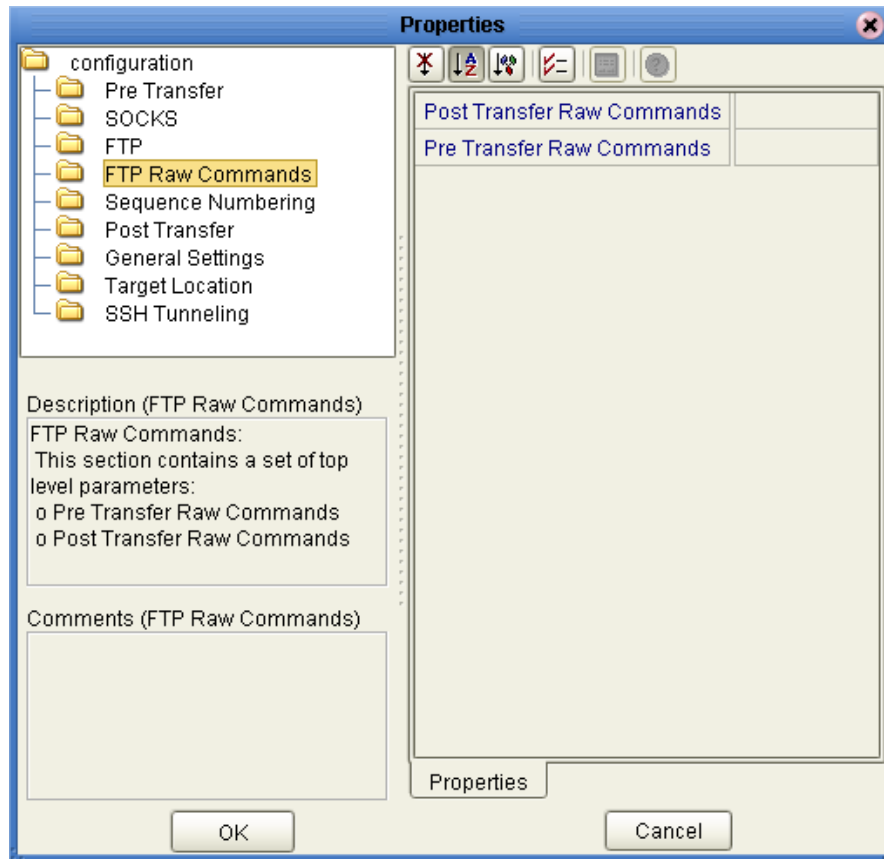 Properties
configuration
Pre Transfer
SOCKS
FTP
FTP Raw Commands
Sequence Numbering
Post Transfer
General Settings
Target Location
SSH Tunneling
Description (FTP Raw Commands)
FTP Raw Commands:
This section contains a set of top
level parameters:
o Pre Transfer Raw Commands
o Post Transfer Raw Commands
Comments (FTP Raw Commands)
Post Transfer Raw Commands
Pre Transfer Raw Commands
Properties
OK
Cancel